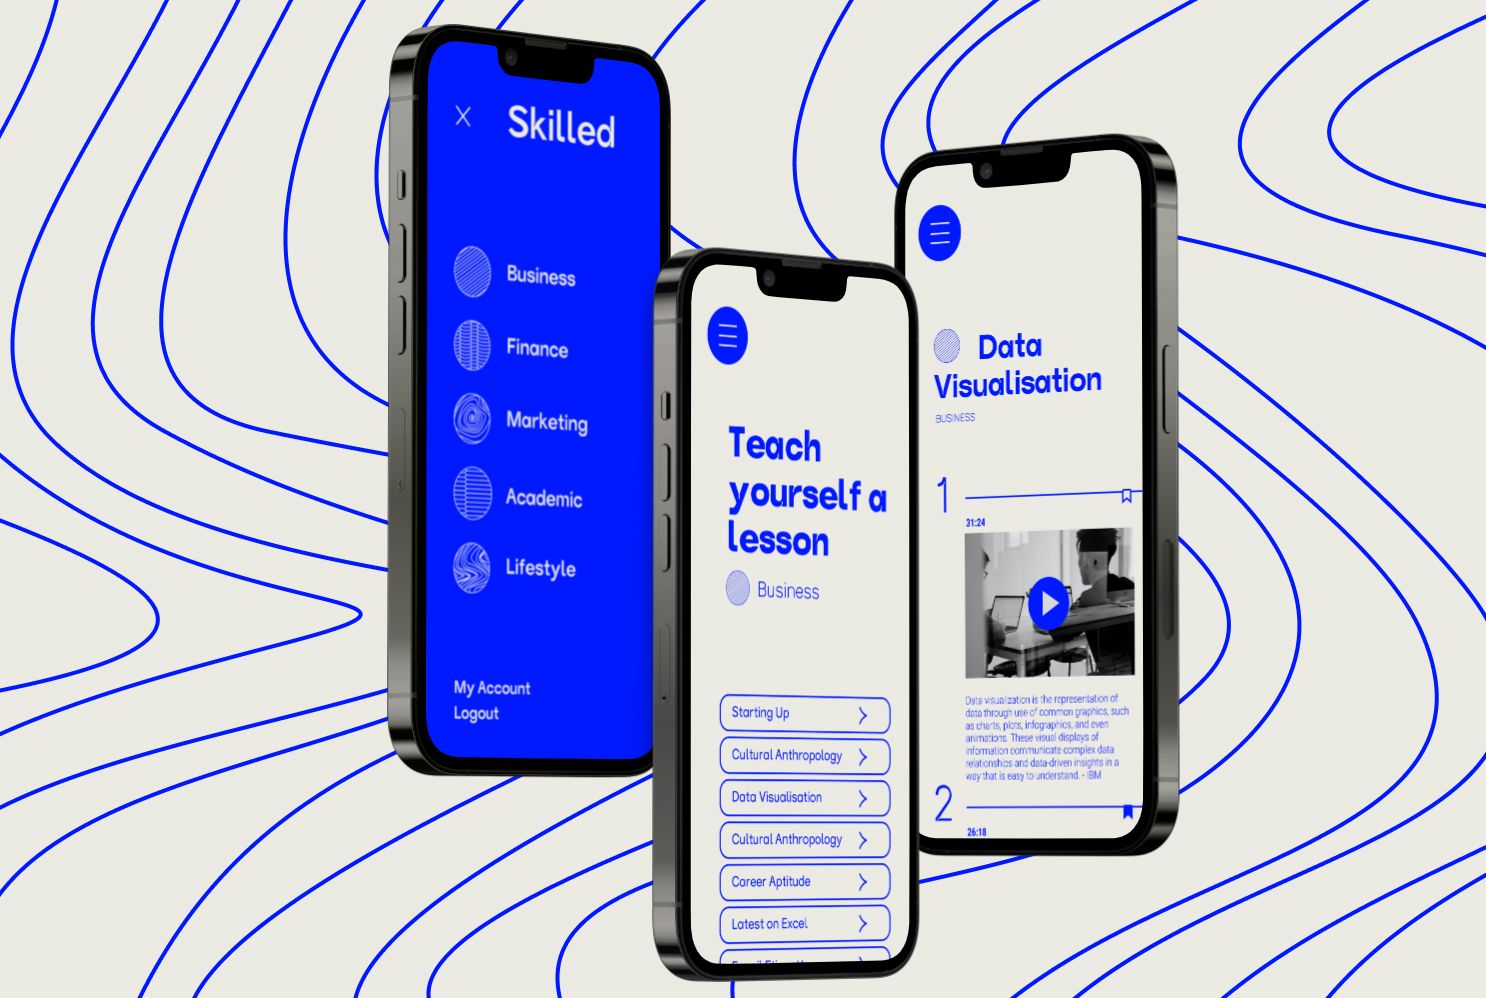 Skilled
Business
Finance
Marketing
Academic
Lifestyle
My Account
Logout
Teach
yourself a
lesson
Business
Starting Up
Cultural Anthropology
Data Visualisation
Cultural Anthropology
Career Aptitude
Latest on Excel
Data
Visualisation
BUSINESS
1
31:24
Data visualization is the representation of
data through use of common graphics, such
as charts, plots, infographics, and even
animations. These visual displays of
information communicate complex data
relationships and data-driven insights in a
way that is easy to understand. - IBM
2
26:18